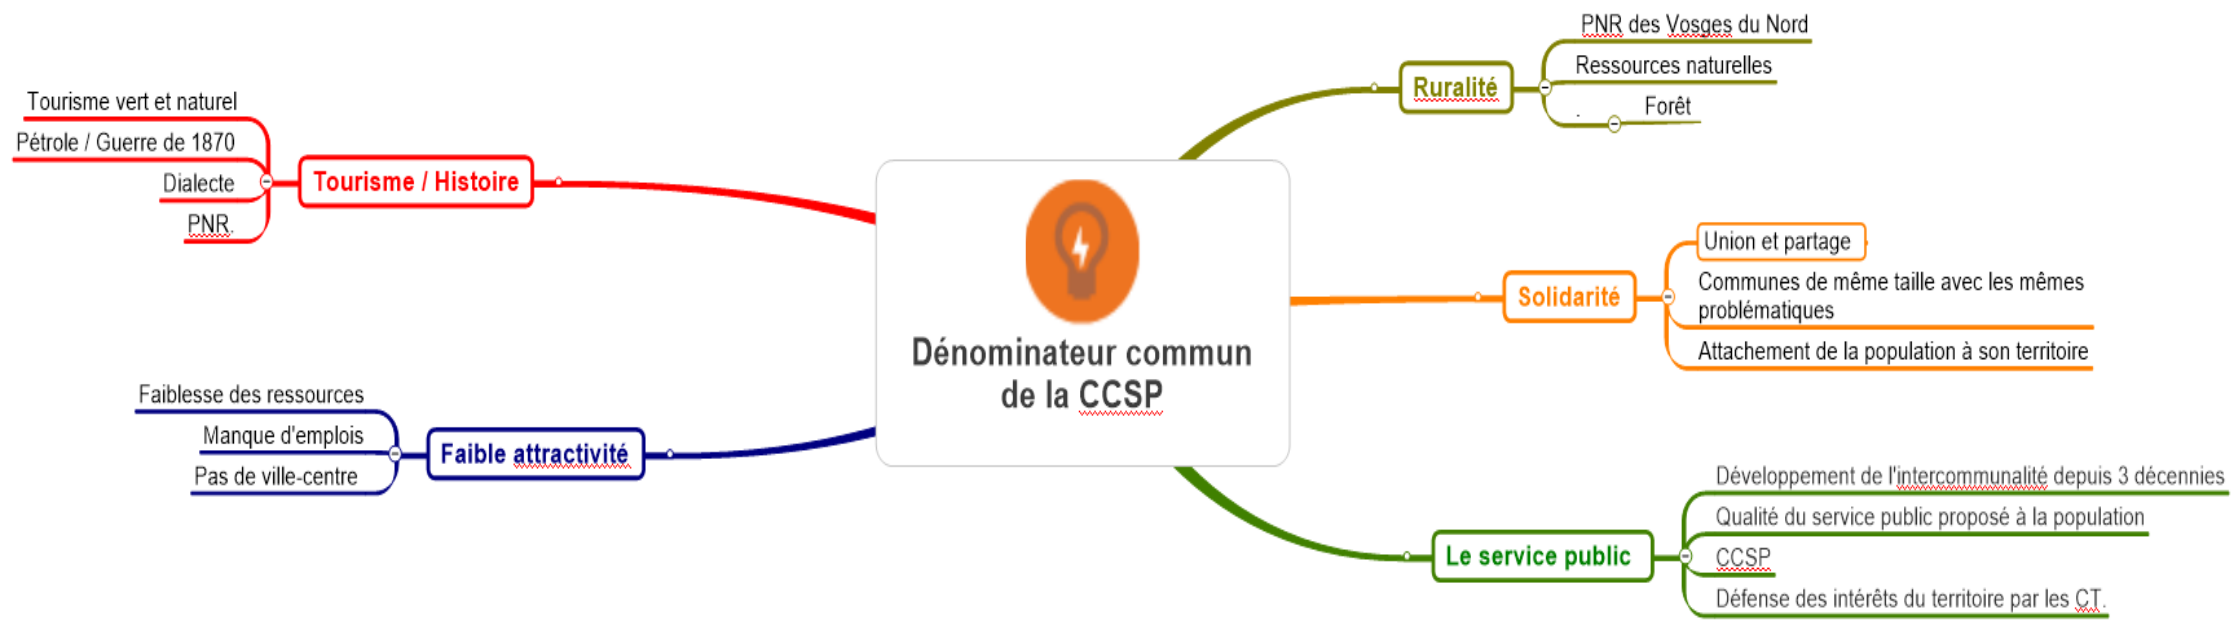 Dénominateur commun
de la CCSP
Tourisme / Histoire
Tourisme vert et naturel
Pétrole / Guerre de 1870
Dialecte
PNR.
Faible attractivité
Faiblesse des ressources
Manque d'emplois
Pas de ville-centre
Ruralité
PNR des Vosges du Nord
Ressources naturelles
.
Forêt
Solidarité
Union et partage
Communes de même taille avec les mêmes
problématiques
Attachement de la population à son territoire
Le service public
Développement de l'intercommunalité depuis 3 décennies
Qualité du service public proposé à la population
CCSP
Défense des intérêts du territoire par les CT.